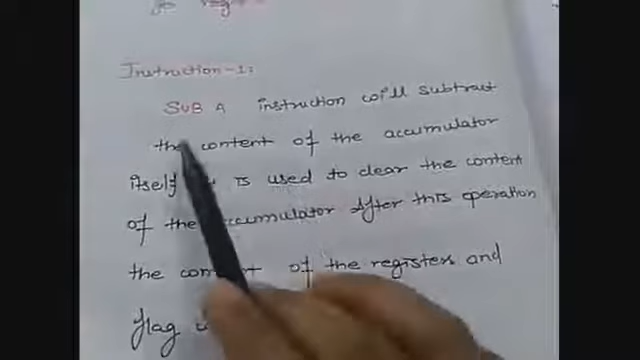 Instruction-1:
SUB A instruction will subtract
the content of the accumulator
itself is used to clear the content
of the accumulator After this operation
the of the registers and
flag